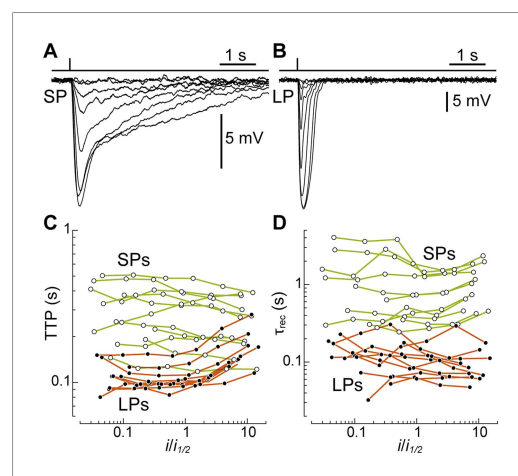 A
1 s
SP
5 mV
B
1 s
LP
5 mV
C
TTP (s)
1
0.1
SPs
LPs
0.1
1
10
i/i1/2
D
τrec (s)
1
0.1
SPs
LPs
0.1
1
10
i/i1/2